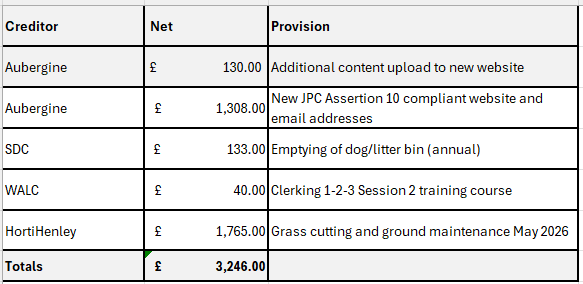 Creditor Net Provision
Aubergine £ 130.00 Additional content upload to new website
Aubergine £ 1,308.00 New JPC Assertion 10 compliant website and
email addresses
SDC £ 133.00 Emptying of dog/litter bin (annual)
WALC £ 40.00 Clerking 1-2-3 Session 2 training course
HortiHenley £ 1,765.00 Grass cutting and ground maintenance May 2026
Totals £ 3,246.00